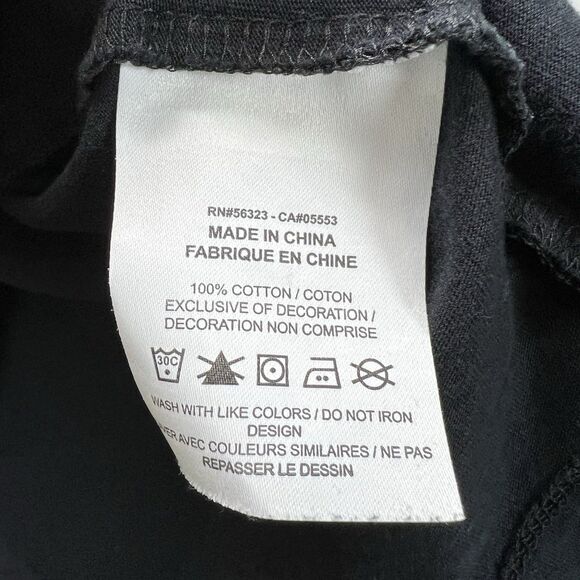 RN#56323 - CA#05553
MADE IN CHINA
FABRIQUE EN CHINE
100% COTTON / COTON
EXCLUSIVE OF DECORATION /
DECORATION NON COMPRISE
30C
WASH WITH LIKE COLORS / DO NOT IRON
DESIGN
AVEC COULEURS SIMILAIRES / NE PAS
REPASSER LE DESSIN